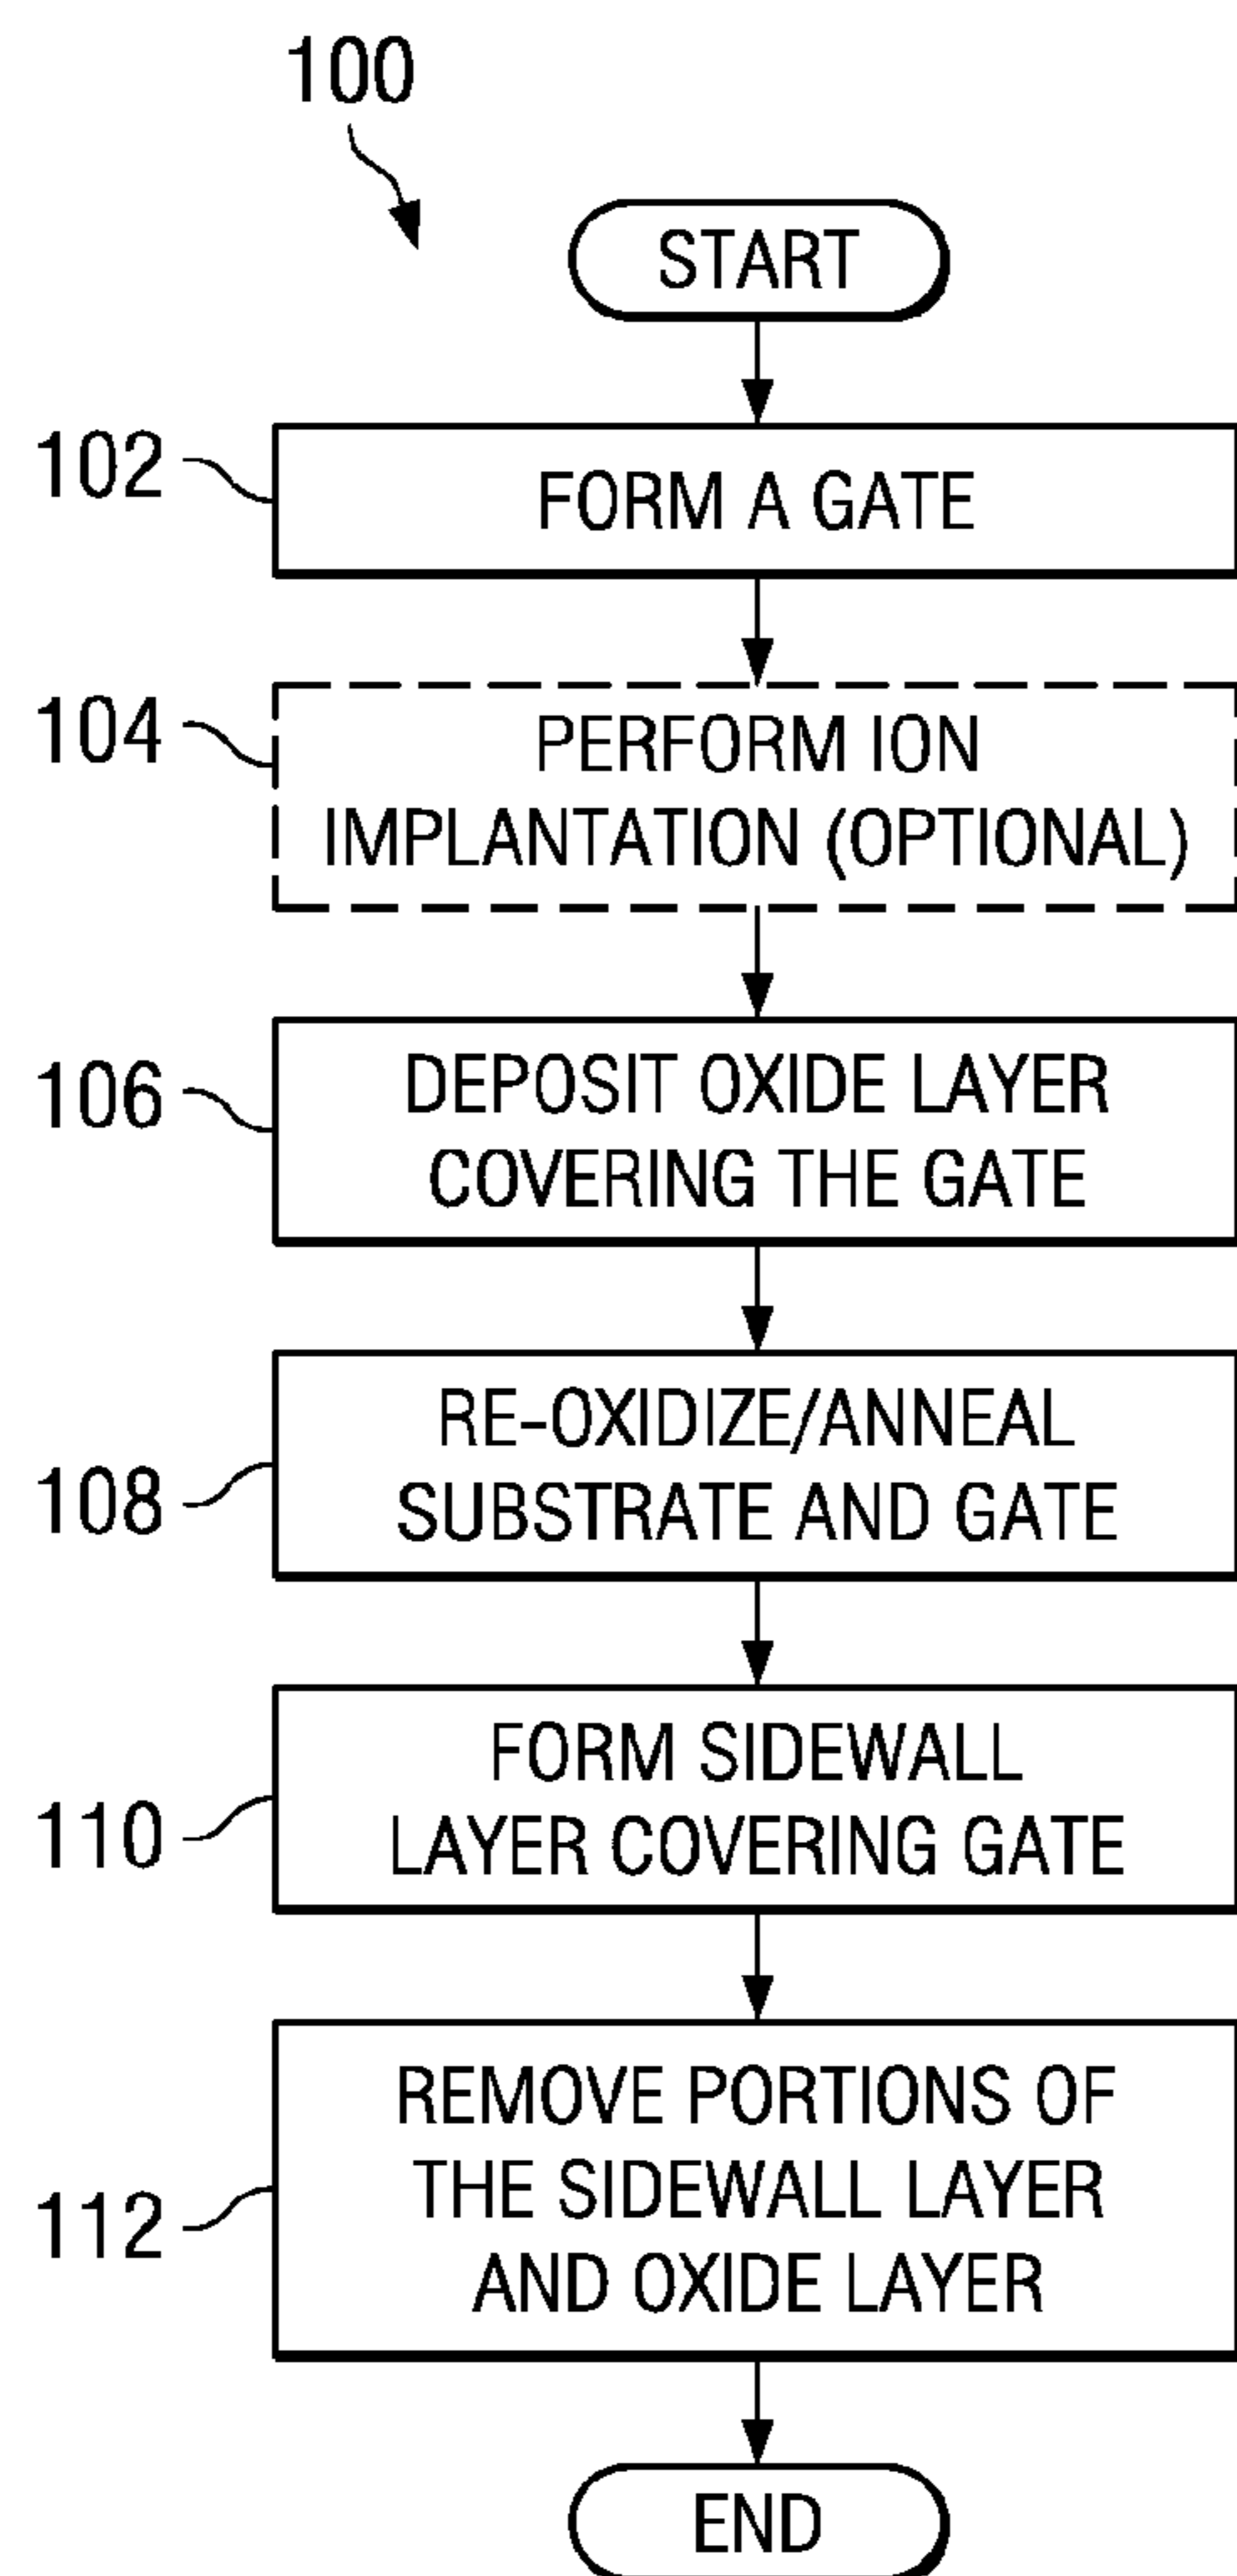 100
START
102
FORM A GATE
104
PERFORM ION
IMPLANTATION (OPTIONAL)
106
DEPOSIT OXIDE LAYER
COVERING THE GATE
108
RE-OXIDIZE/ANNEAL
SUBSTRATE AND GATE
110
FORM SIDEWALL
LAYER COVERING GATE
112
REMOVE PORTIONS OF
THE SIDEWALL LAYER
AND OXIDE LAYER
END